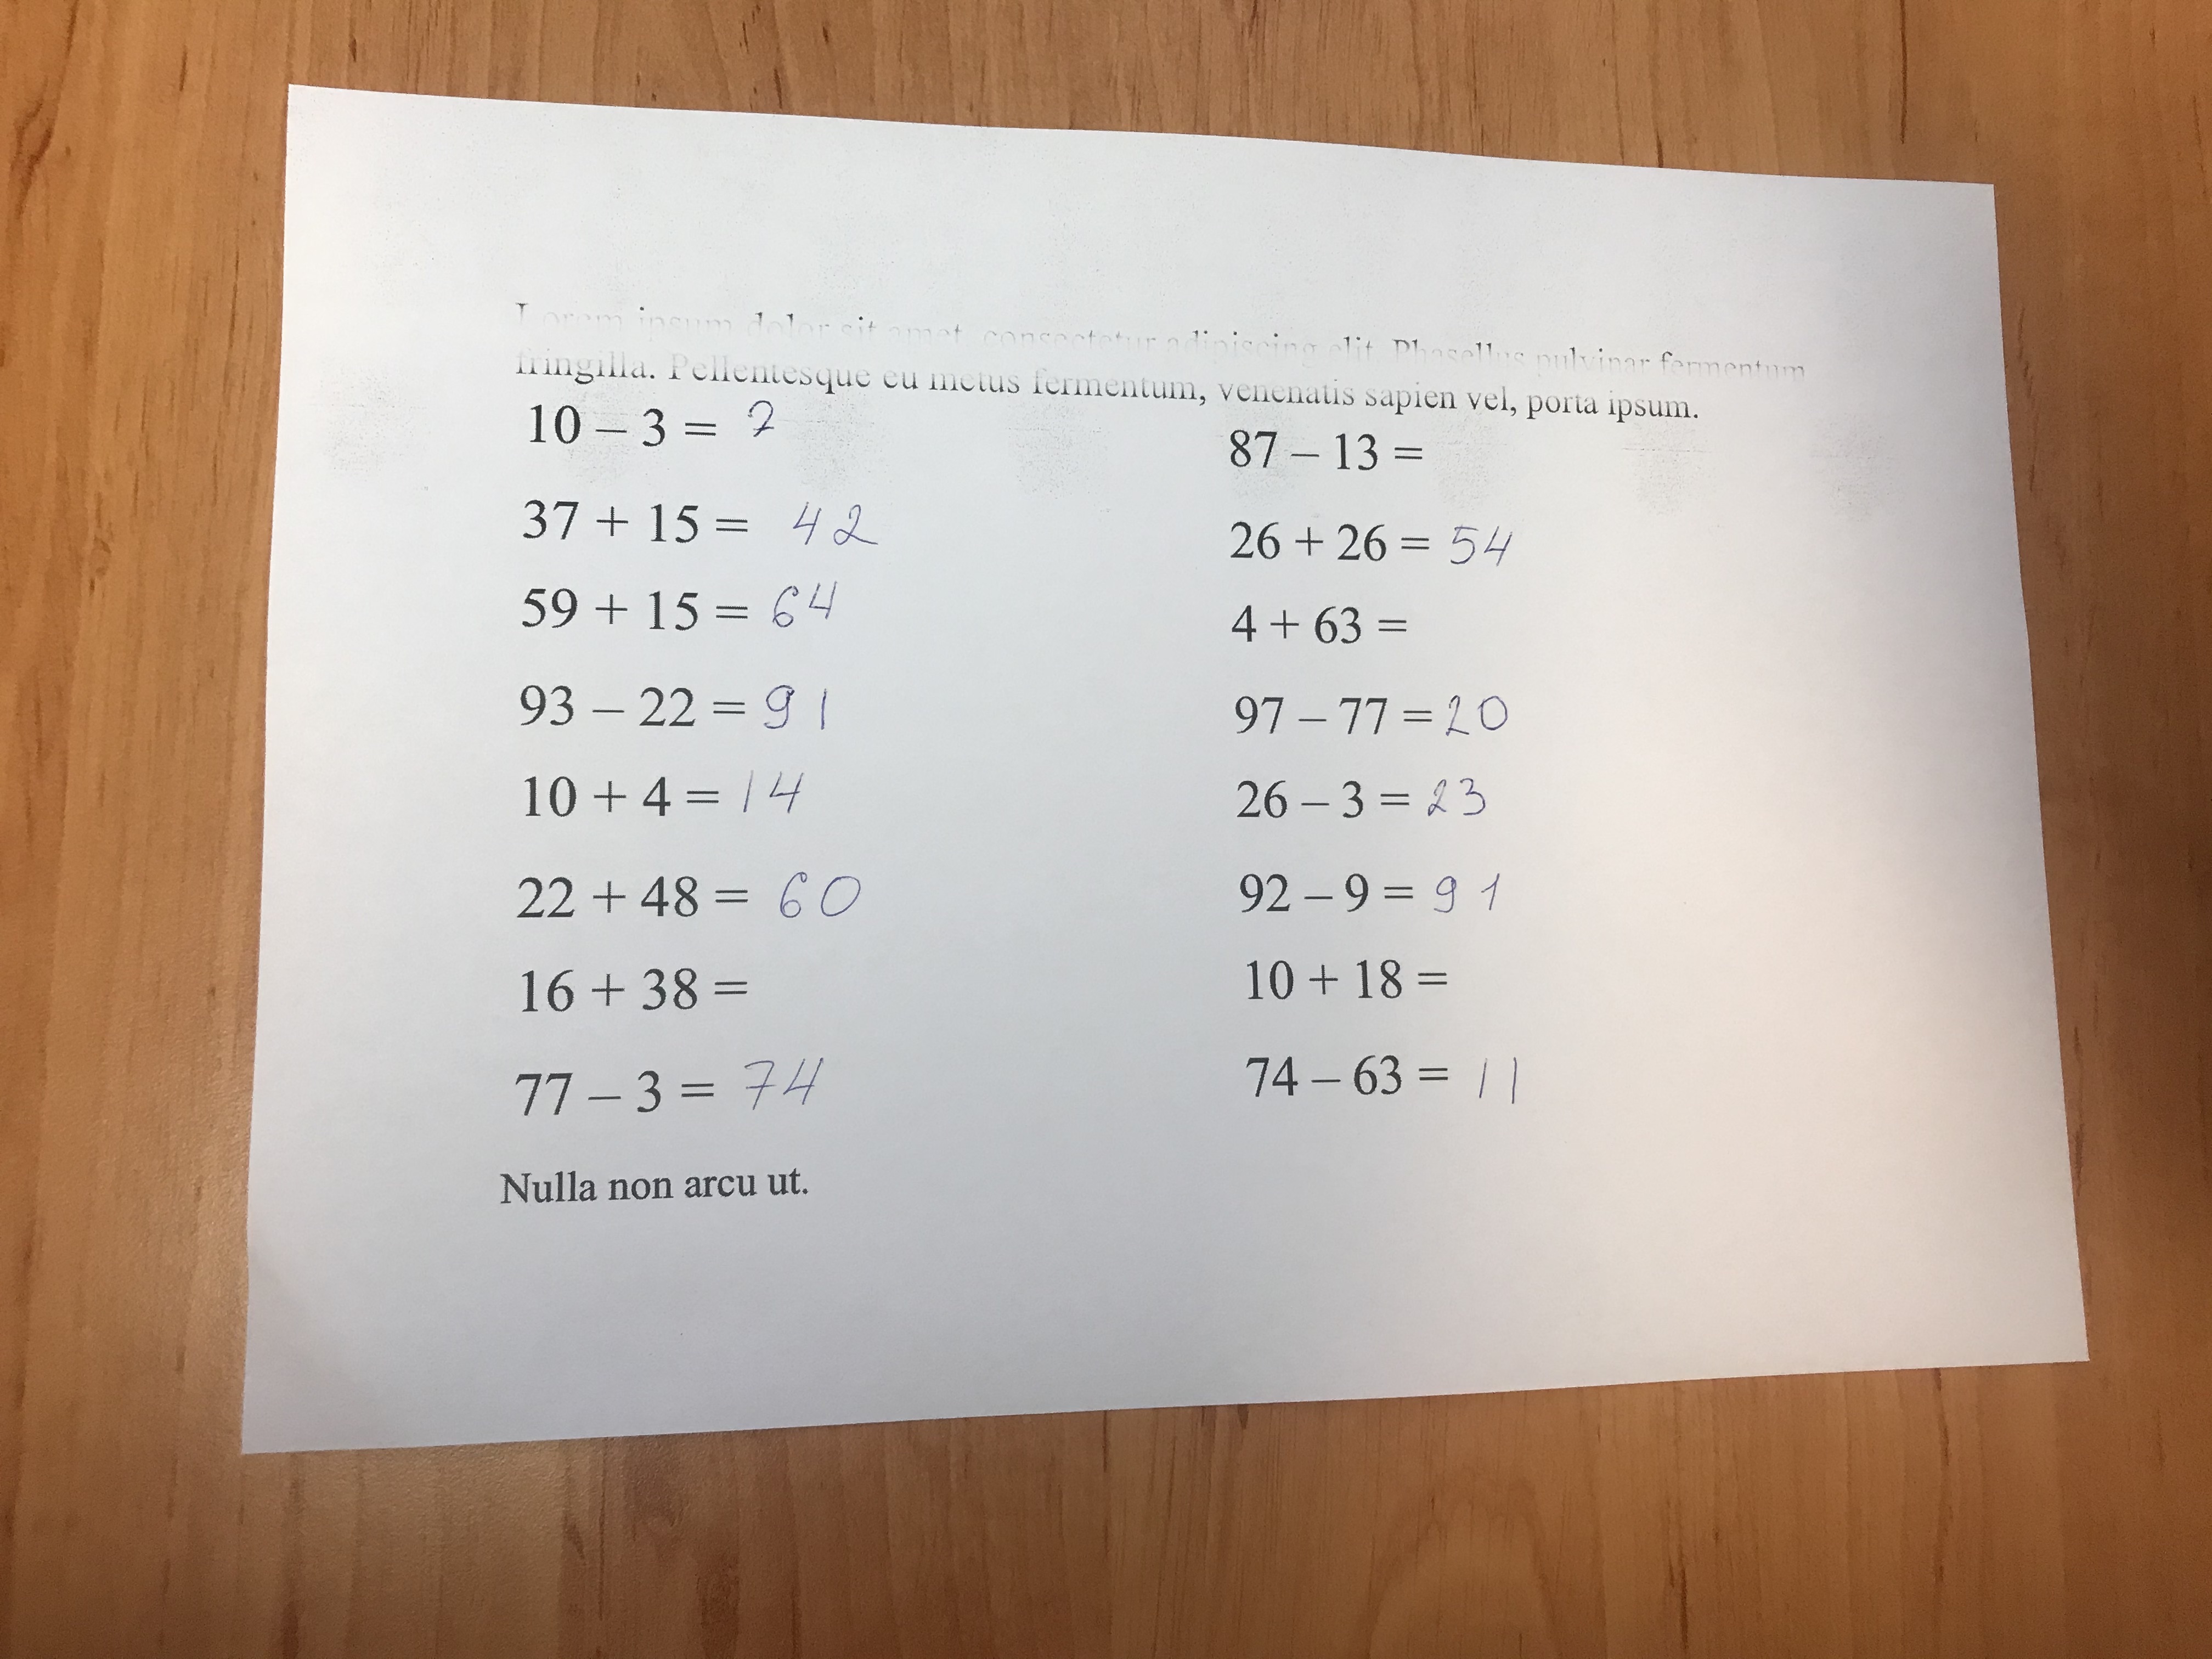 Lorem ipsum dolor sit amet, consectetur adipiscing elit. Phasellus pulvinar fermentum
fringilla. Pellentesque eu metus fermentum, venenatis sapien vel, porta ipsum.
10 – 3 = 7
37 + 15 = 42
59 + 15 = 64
93 – 22 = 91
10 + 4 = 14
22 + 48 = 60
16 + 38 =
77 – 3 = 74
87 – 13 =
26 + 26 = 54
4 + 63 =
97 – 77 = 20
26 – 3 = 23
92 – 9 = 91
10 + 18 =
74 – 63 = 11
Nulla non arcu ut.